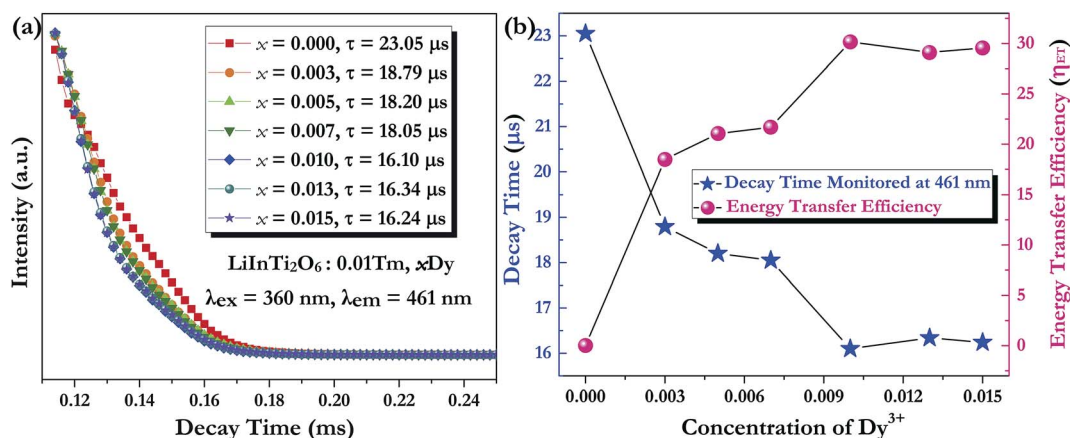 (a)
x = 0.000, τ = 23.05 μs
x = 0.003, τ = 18.79 μs
x = 0.005, τ = 18.20 μs
x = 0.007, τ = 18.05 μs
x = 0.010, τ = 16.10 μs
x = 0.013, τ = 16.34 μs
x = 0.015, τ = 16.24 μs
LiInTi₂O₆: 0.01Tm, xDy
λex = 360 nm, λem = 461 nm
Intensity (a.u.)
0.12 0.14 0.16 0.18 0.20 0.22 0.24
Decay Time (ms)
(b)
Decay Time (μs)
23
22
21
20
19
18
17
16
Decay Time Monitored at 461 nm
Energy Transfer Efficiency
30
25
20
15
10
5
0
Energy Transfer Efficiency (ηET)
0.000 0.003 0.006 0.009 0.012 0.015
Concentration of Dy³⁺